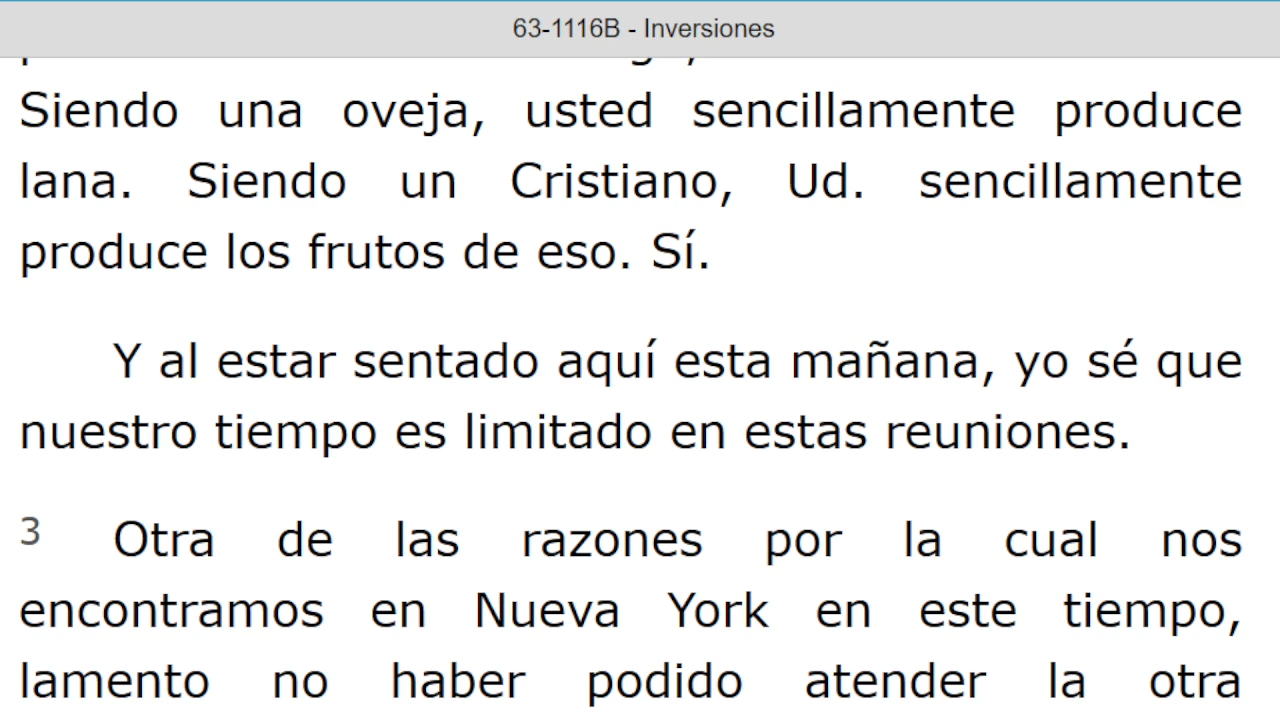 63-1116B - Inversiones
Siendo una oveja, usted sencillamente produce
lana. Siendo un Cristiano, Ud. sencillamente
produce los frutos de eso. Sí.
Y al estar sentado aquí esta mañana, yo sé que
nuestro tiempo es limitado en estas reuniones.
3 Otra de las razones por la cual nos
encontramos en Nueva York en este tiempo,
lamento no haber podido atender la otra